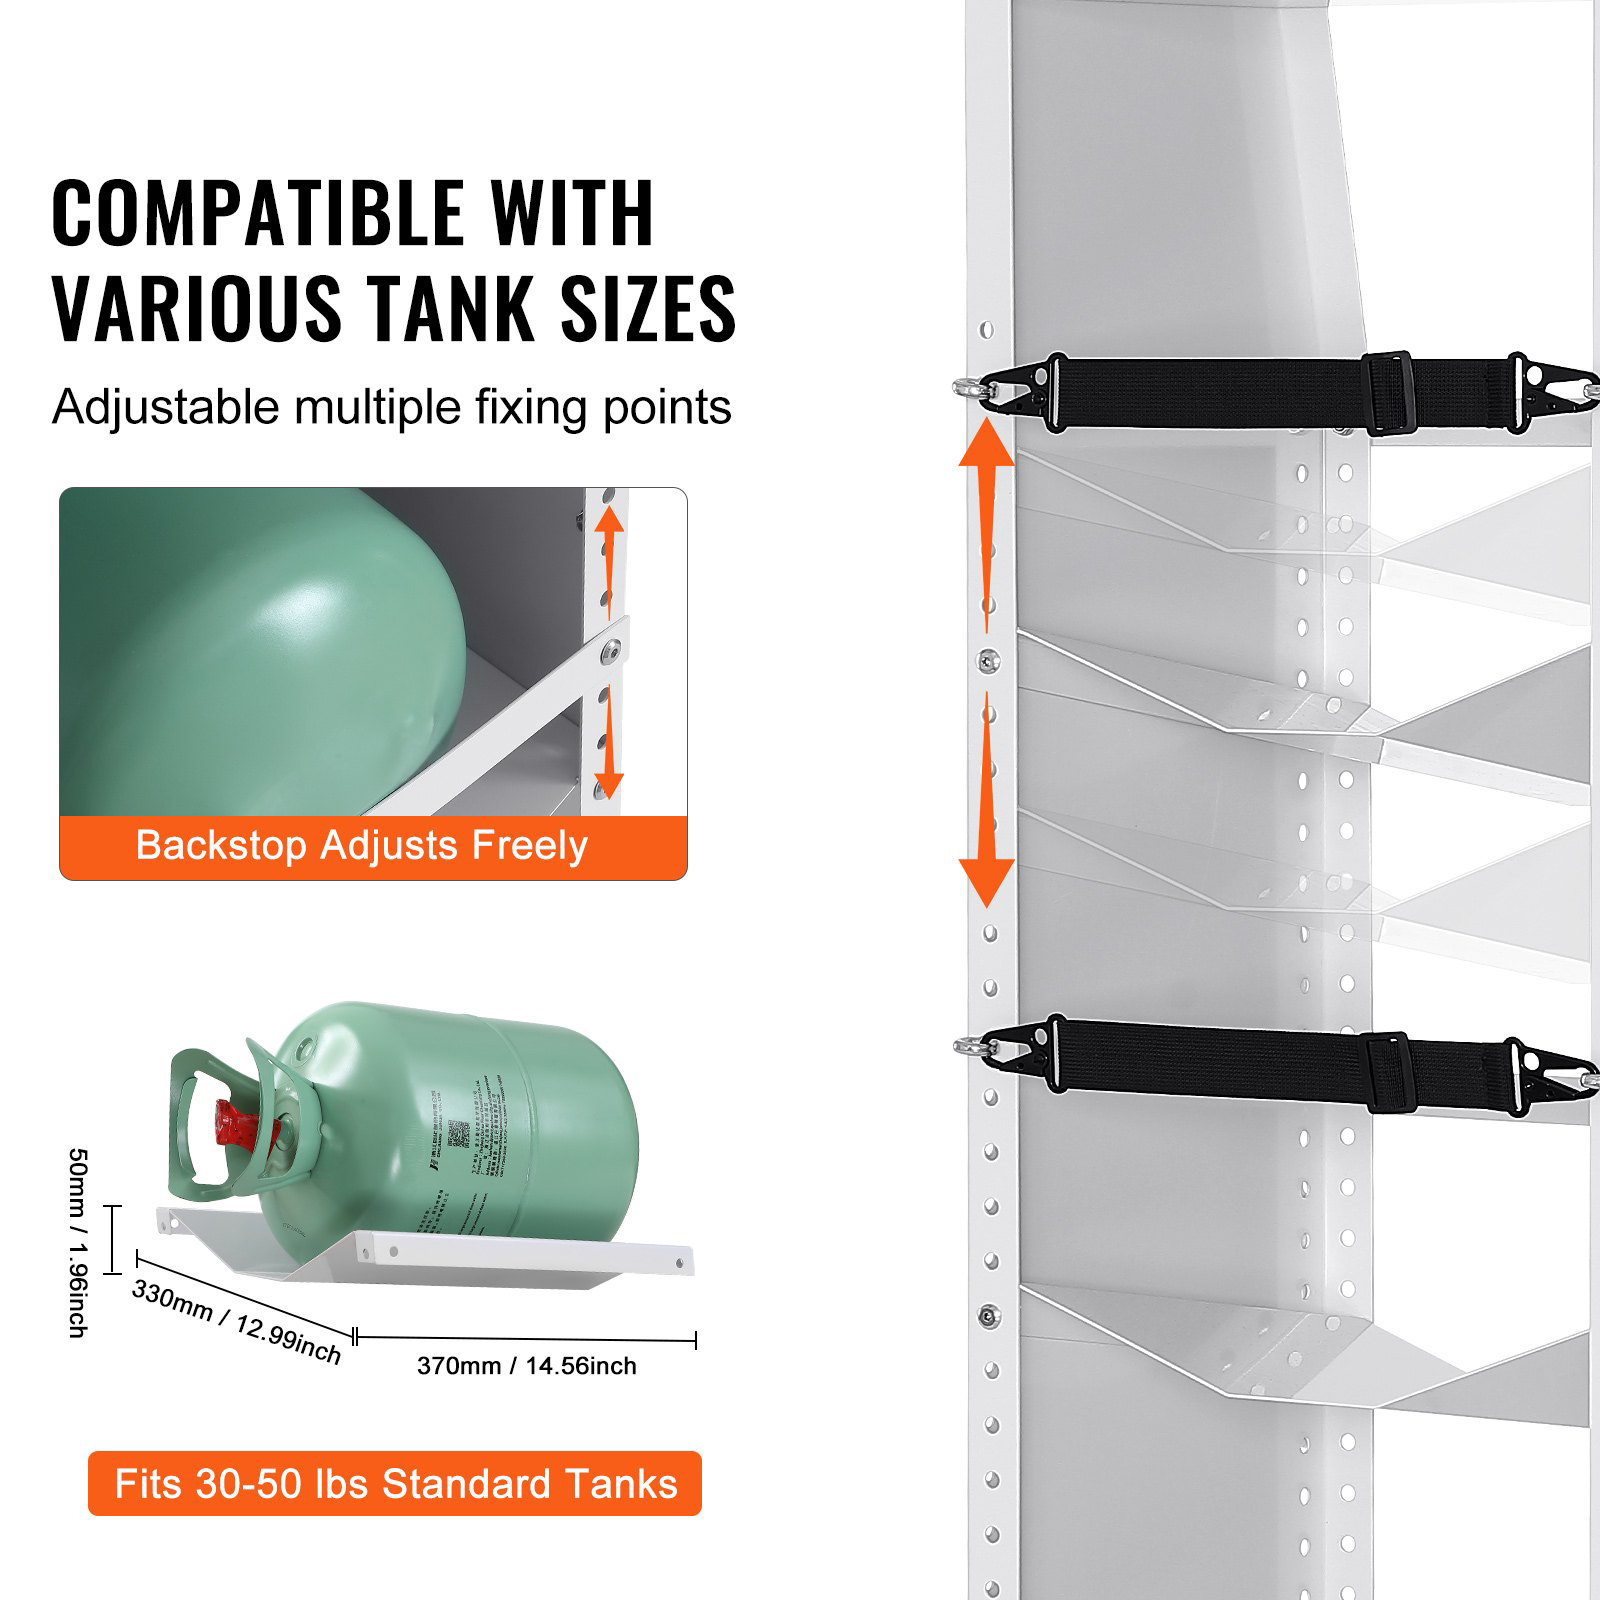 COMPATIBLE WITH
VARIOUS TANK SIZES
Adjustable multiple fixing points
Backstop Adjusts Freely
50mm / 1.96inch
330mm / 12.99inch
370mm / 14.56inch
Fits 30-50 lbs Standard Tanks